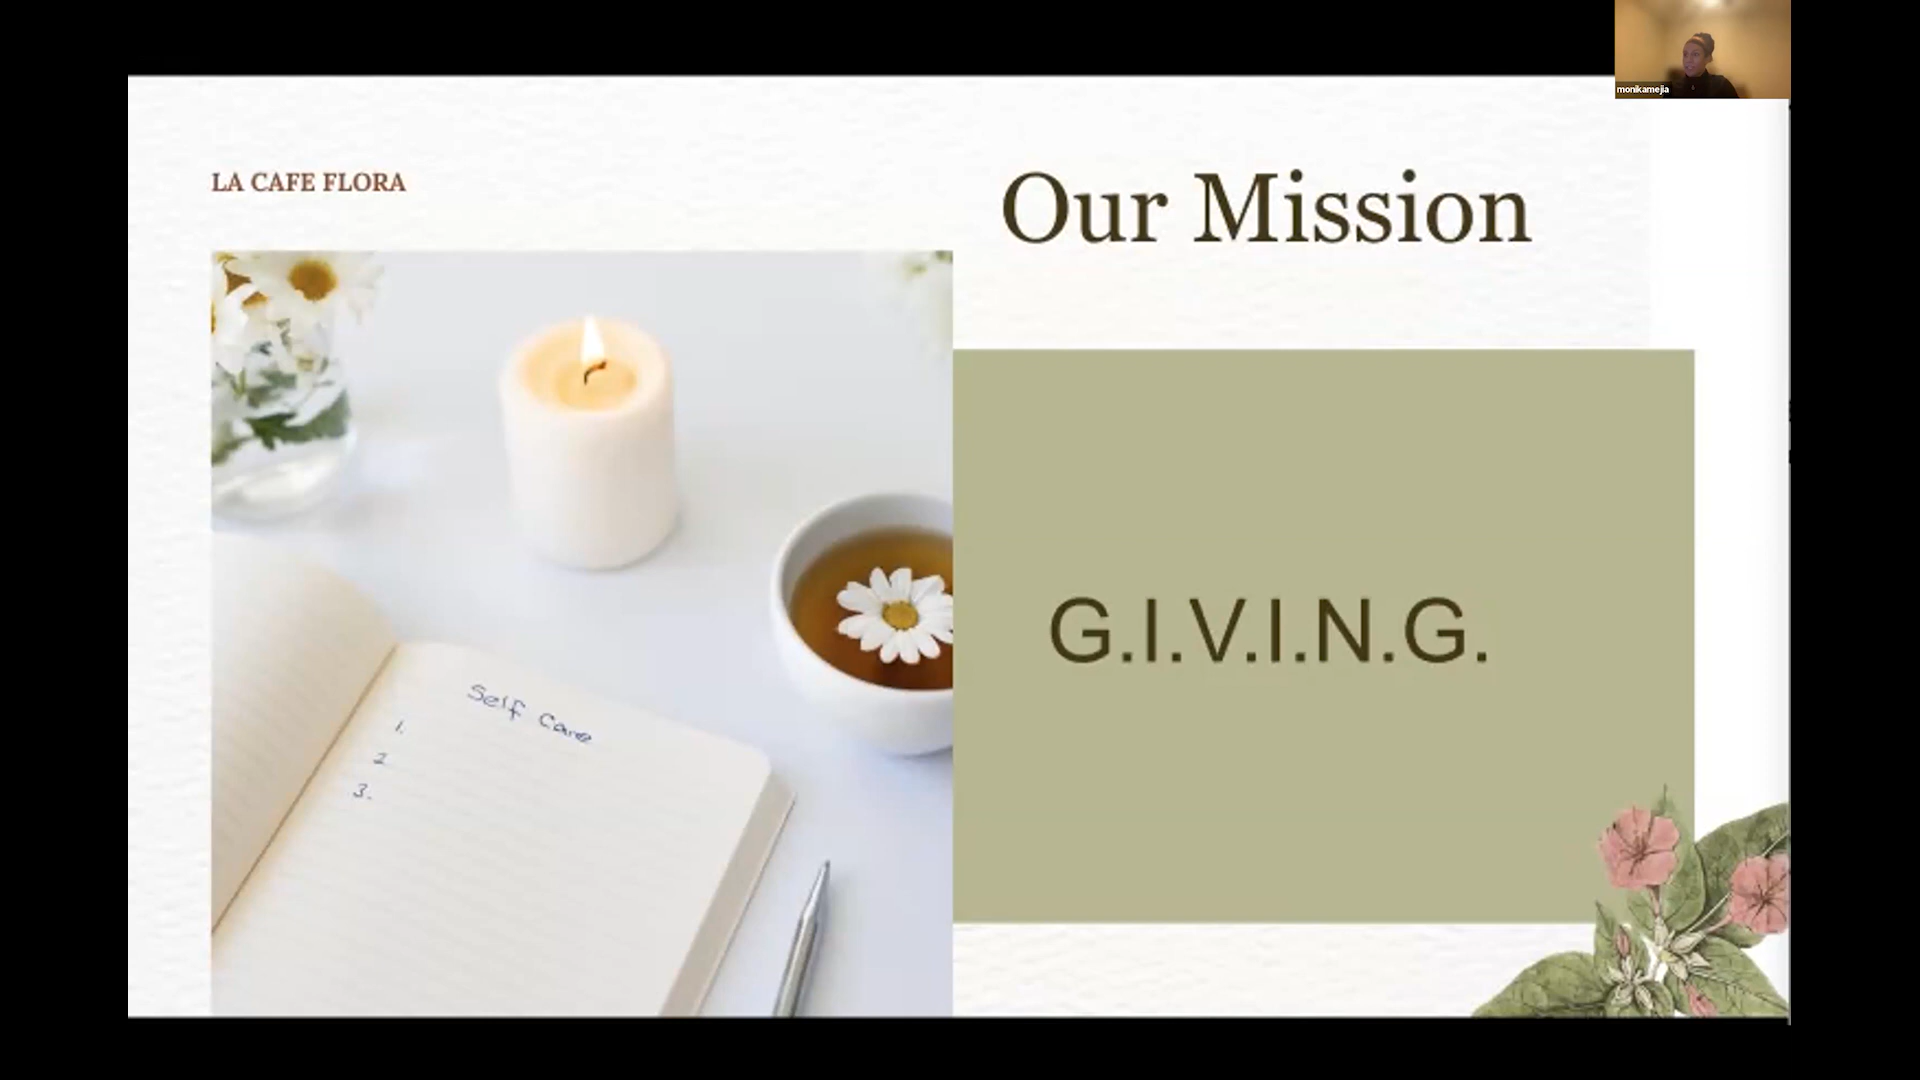 monikamejia
LA CAFE FLORA
Our Mission
G.I.V.I.N.G.
Self Care
1.
2
3.